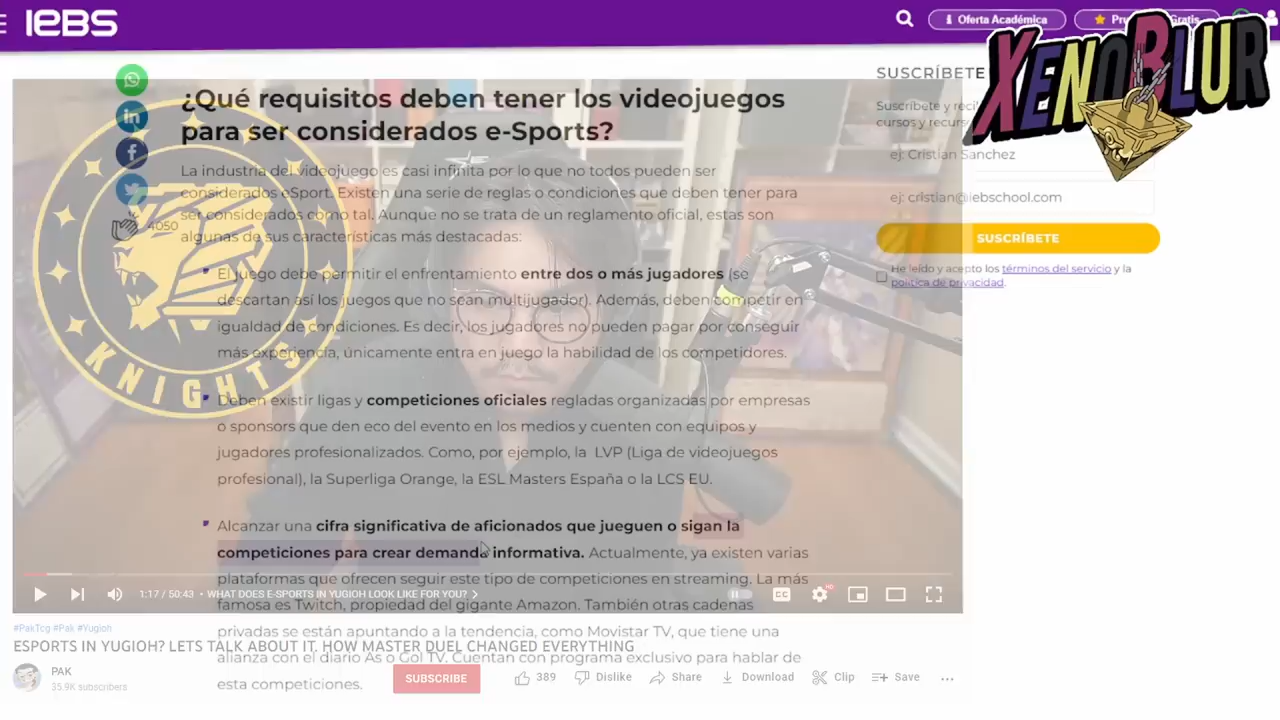 IEBS
Oferta Académica
XENOBLUR
SUSCRÍBETE
¿Qué requisitos deben tener los videojuegos
para ser considerados e-Sports?
Suscríbete y
cursos y
ej: Cristian Sanchez
ej: cristian@iebschool.com
SUSCRÍBETE
He leído y acepto los términos del servicio y la
política de privacidad.
4050
La industria del videojuego es casi infinita por lo que no todos pueden ser
considerados eSport. Existen una serie de reglas o condiciones que deben tener para
ser considerados como tal. Aunque no se trata de un reglamento oficial, estas son
algunas de sus características más destacadas:
El juego debe permitir el enfrentamiento entre dos o más jugadores (se
descartan así los juegos que no sean multijugador). Además, deben competir en
igualdad de condiciones. Es decir, los jugadores no pueden pagar por conseguir
más experiencia, únicamente entra en juego la habilidad de los competidores.
KNIGHTS
Deben existir ligas y competiciones oficiales regladas organizadas por empresas
o sponsors que den eco del evento en los medios y cuenten con equipos y
jugadores profesionalizados. Como, por ejemplo, la LVP (Liga de videojuegos
profesional), la Superliga Orange, la ESL Masters España o la LCS EU.
Alcanzar una cifra significativa de aficionados que jueguen o sigan la
competiciones para crear demanda informativa. Actualmente, ya existen varias
plataformas que ofrecen seguir este tipo de competiciones en streaming. La más
famosa es Twitch, propiedad del gigante Amazon. También otras cadenas
privadas se están apuntando a la tendencia, como Movistar TV, que tiene una
alianza con el diario As o Gol TV. Cuentan con programa exclusivo para hablar de
esta competiciones.
1:17 / 50:43 • WHAT DOES E-SPORTS IN YUGIOH LOOK LIKE FOR YOU?
CC
HD
#PakTcg #Pak #Yugioh
ESPORTS IN YUGIOH? LETS TALK ABOUT IT. HOW MASTER DUEL CHANGED EVERYTHING
PAK
35.9K subscribers
SUBSCRIBE
389
Dislike
Share
Download
Clip
Save